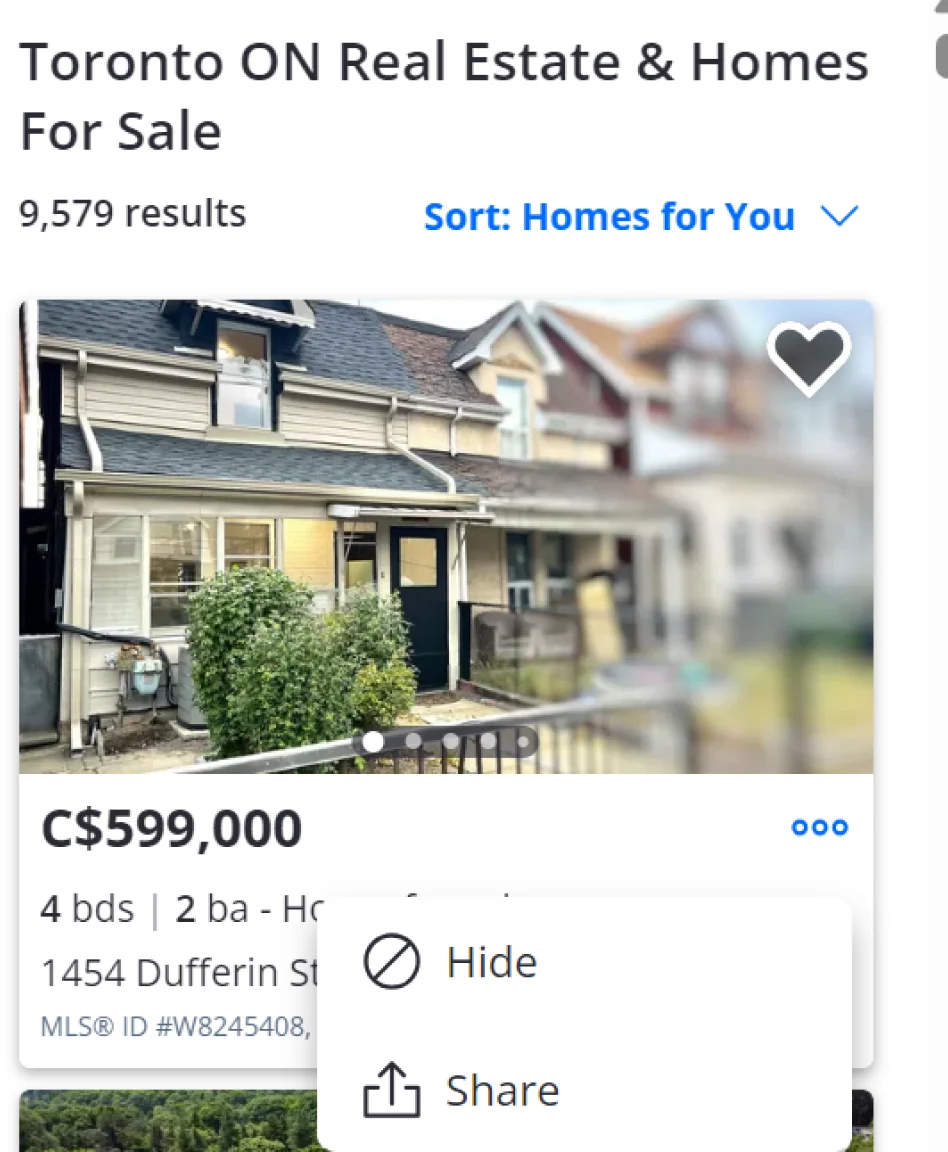 Toronto ON Real Estate & Homes
For Sale
9,579 results
Sort: Homes for You
C$599,000
4 bds | 2 ba - Ho
1454 Dufferin St
MLS® ID #W8245408,
Hide
Share